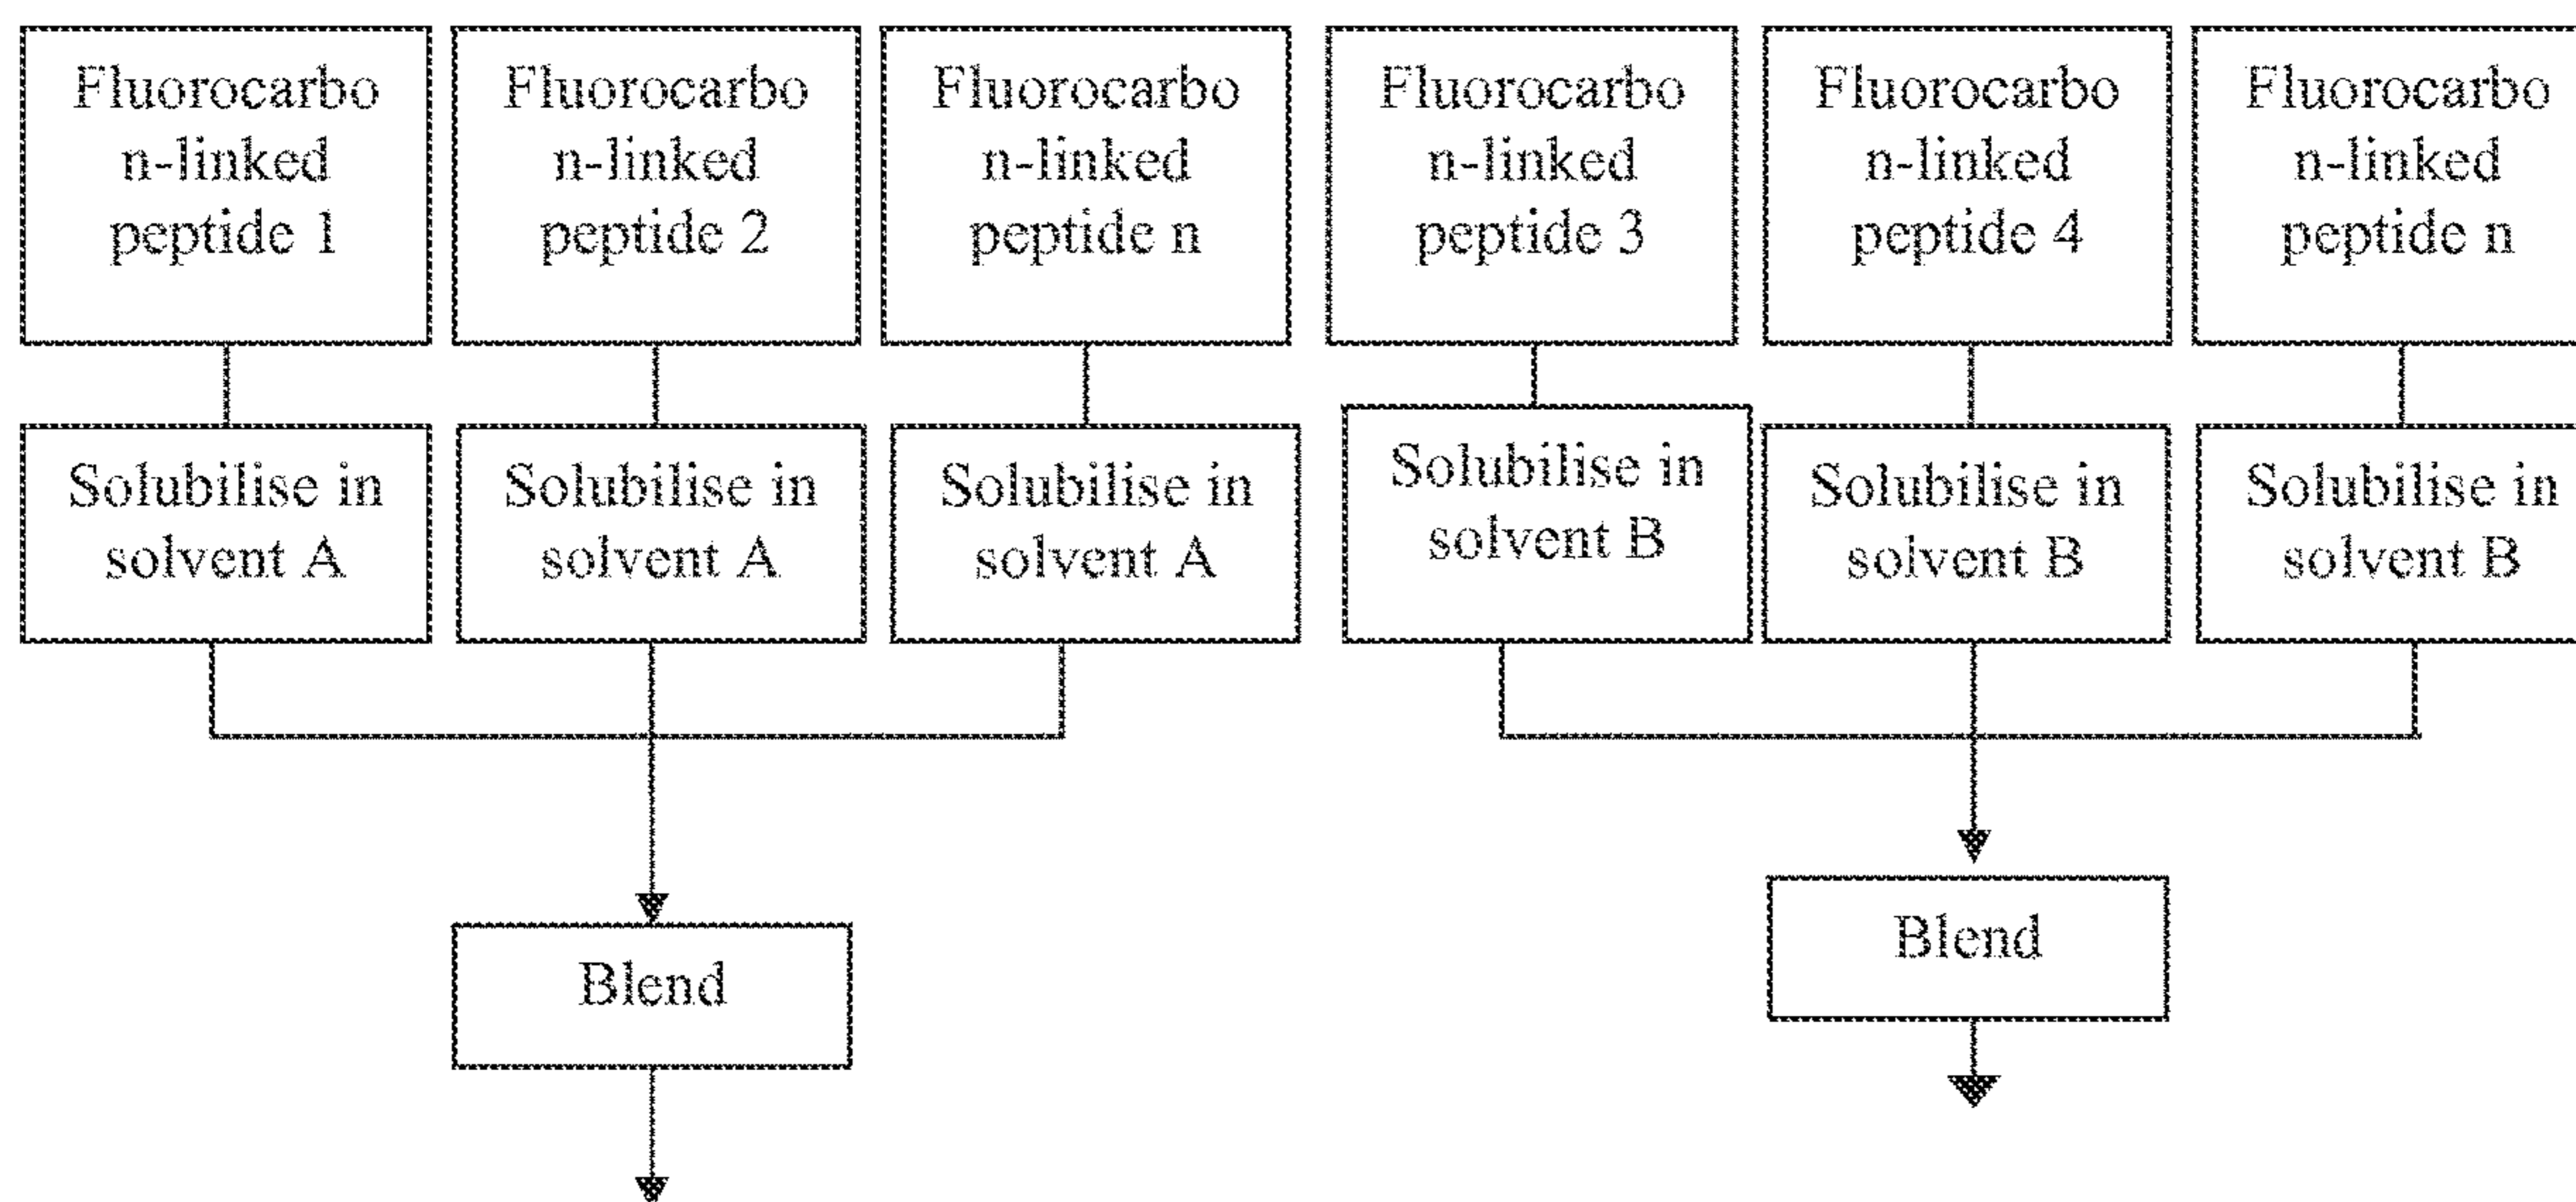 Fluorocarbo
n-linked
peptide 1
Fluorocarbo
n-linked
peptide 2
Fluorocarbo
n-linked
peptide n
Fluorocarbo
n-linked
peptide 3
Fluorocarbo
n-linked
peptide 4
Fluorocarbo
n-linked
peptide n
Solubilise in
solvent A
Solubilise in
solvent A
Solubilise in
solvent A
Solubilise in
solvent B
Solubilise in
solvent B
Solubilise in
solvent B
Blend
Blend